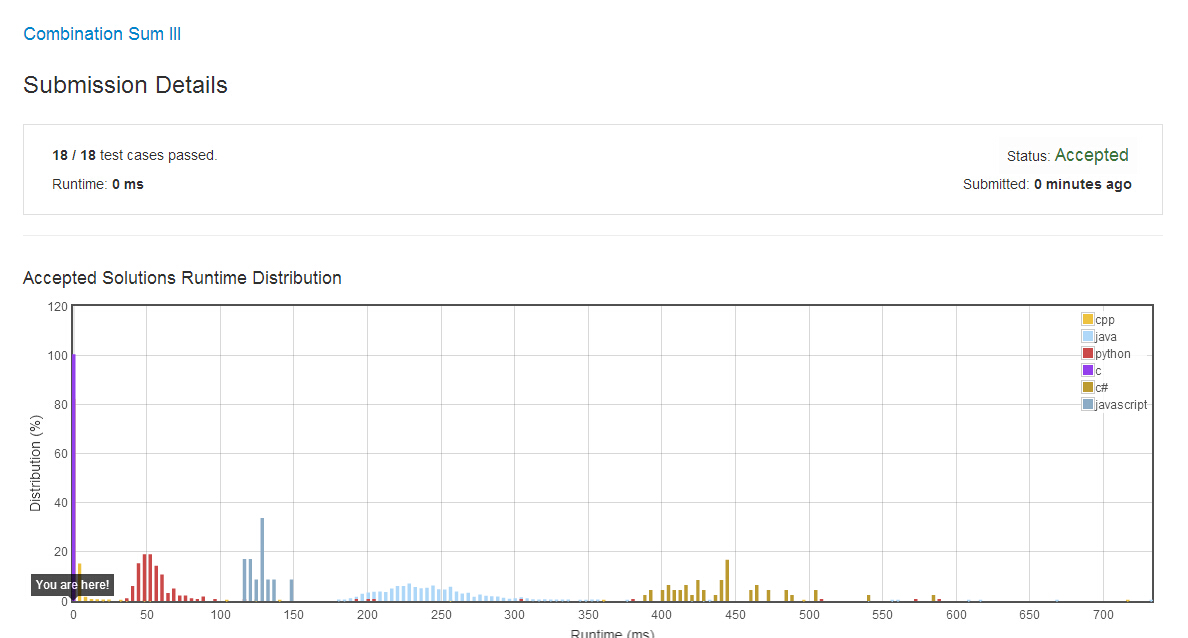 Combination Sum III
Submission Details
18 / 18 test cases passed.
Status: Accepted
Runtime: 0 ms
Submitted: 0 minutes ago
Accepted Solutions Runtime Distribution
120
100
80
60
40
20
0
Distribution (%)
cpp
java
python
c
c#
javascript
You are here!
0 50 100 150 200 250 300 350 400 450 500 550 600 650 700
Runtime (ms)